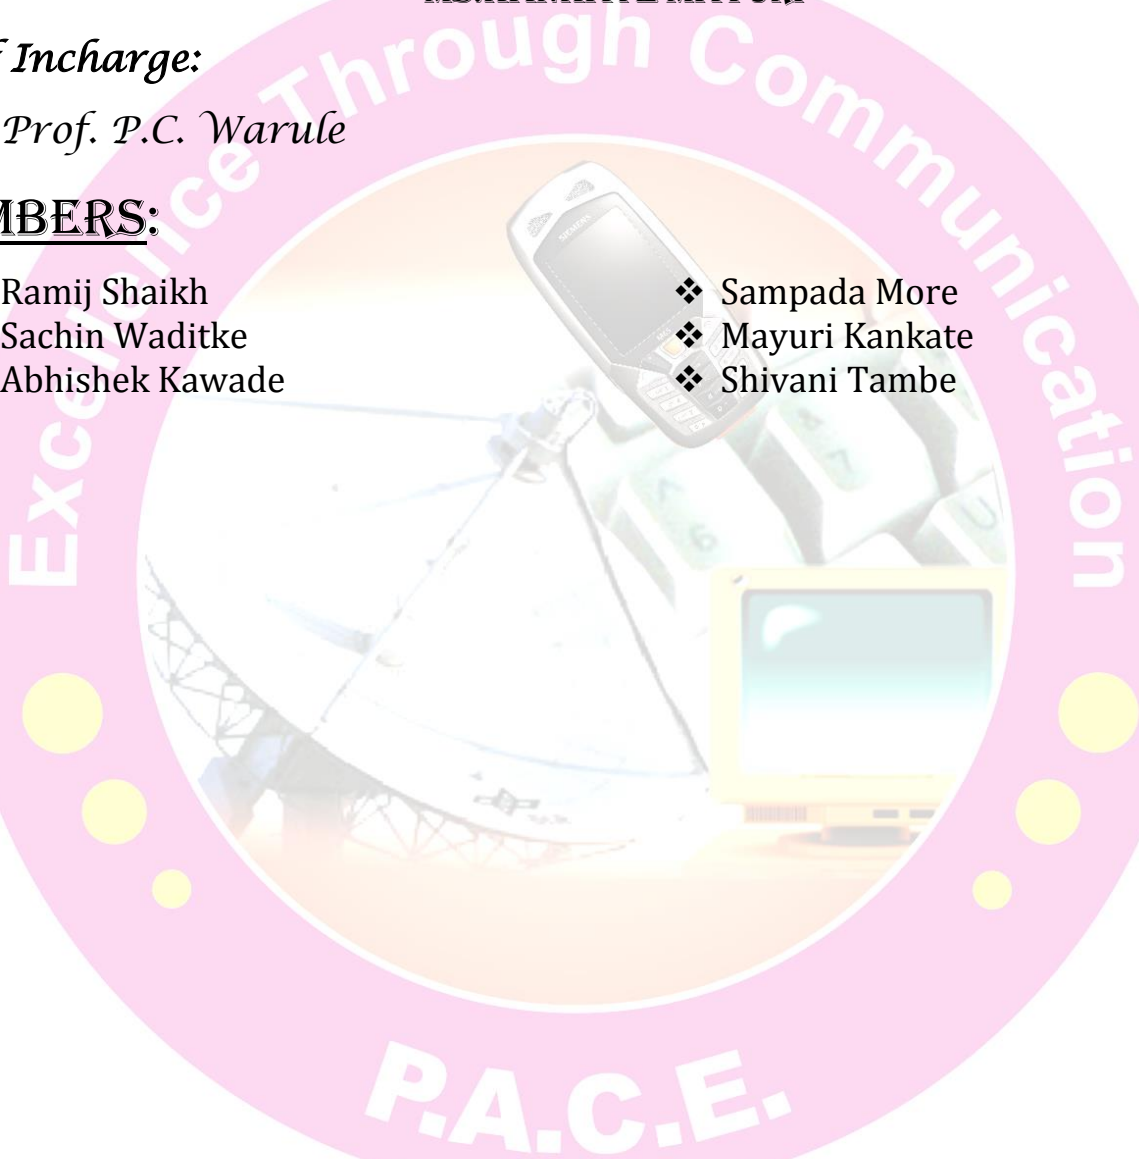 Incharge:
Prof. P.C. Warule
MBERS:
Ramij Shaikh
Sachin Waditke
Abhishek Kawade
❖ Sampada More
❖ Mayuri Kankate
❖ Shivani Tambe
Excellence Through Communication
SIEMENS
P.A.C.E.